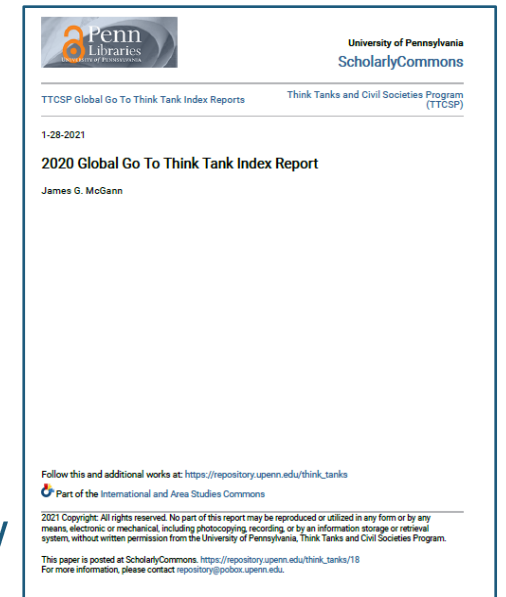 Penn
Libraries
UNIVERSITY OF PENNSYLVANIA
University of Pennsylvania
ScholarlyCommons
TTCSP Global Go To Think Tank Index Reports
Think Tanks and Civil Societies Program
(TTCSP)
1-28-2021
2020 Global Go To Think Tank Index Report
James G. McGann
Follow this and additional works at: https://repository.upenn.edu/think_tanks
Part of the International and Area Studies Commons
2021 Copyright: All rights reserved. No part of this report may be reproduced or utilized in any form or by any
means, electronic or mechanical, including photocopying, recording, or by an information storage or retrieval
system, without written permission from the University of Pennsylvania, Think Tanks and Civil Societies Program.
This paper is posted at ScholarlyCommons. https://repository.upenn.edu/think_tanks/18
For more information, please contact repository@pobox.upenn.edu.